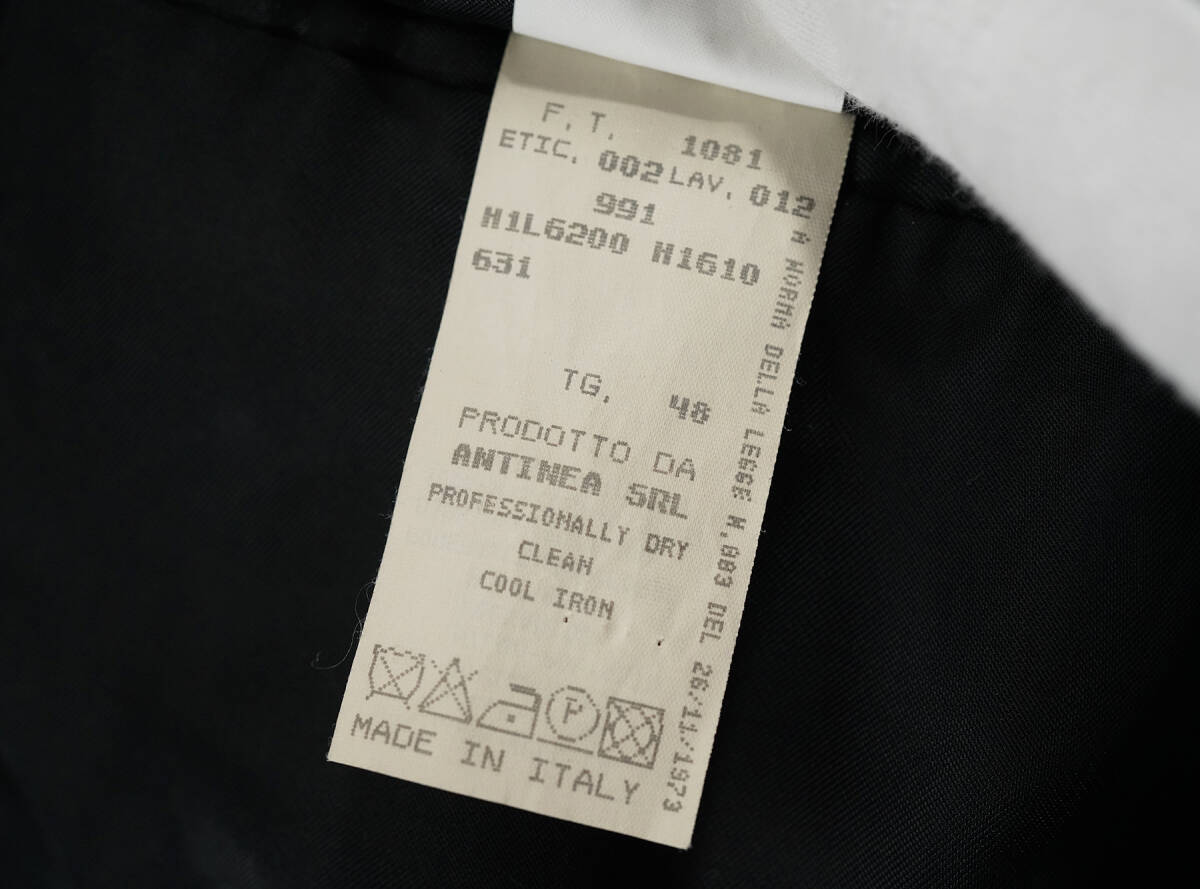 F. T. 1081
ETIC. 002 LAV. 012
991
H1L6200 H1610
631
TG. 48
PRODOTTO DA
ANTINEA SRL
PROFESSIONALLY DRY
CLEAN
COOL IRON
P
MADE IN ITALY
A NORMA DELLA LEGGE N.883 DEL 26/11/1973